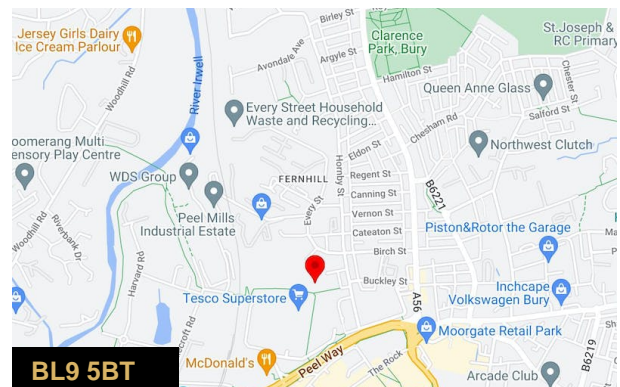 Jersey Girls Dairy
Ice Cream Parlour
Woodhill Rd
River Irwell
Avondale Ave
Birley St
Argyle St
Clarence
Park, Bury
Hamilton St
St.Joseph &
RC Primary
Queen Anne Glass
Chester St
Salford St
Every Street Household
Waste and Recycling...
Chesham Rd
Northwest Clutch
oomerang Multi
ensory Play Centre
WDS Group
FERNHILL
Hornby St
Eldon St
Regent St
Canning St
Vernon St
Cateaton St
Every St
B6221
Peel Mills
Industrial Estate
Woodhill Rd
Riverbank Dr
Harvard Rd
Birch St
Buckley St
Piston&Rotor the Garage
Ma
Tesco Superstore
A56
Inchcape
Volkswagen Bury
Moorgate Retail Park
B6219
croft Rd
McDonald's
Peel Way
The Rock
Arcade Club
BL9 5BT